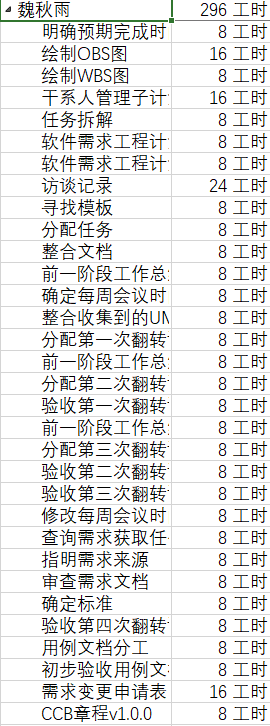 魏秋雨 296 工时
明确预期完成时 8 工时
绘制OBS图 16 工时
绘制WBS图 8 工时
干系人管理子计 16 工时
任务拆解 8 工时
软件需求工程计 8 工时
软件需求工程计 8 工时
访谈记录 24 工时
寻找模板 8 工时
分配任务 8 工时
整合文档 8 工时
前一阶段工作总 8 工时
确定每周会议时 8 工时
整合收集到的UM 8 工时
分配第一次翻转 8 工时
前一阶段工作总 8 工时
分配第二次翻转 8 工时
验收第一次翻转 8 工时
前一阶段工作总 8 工时
分配第三次翻转 8 工时
验收第二次翻转 8 工时
验收第三次翻转 8 工时
修改每周会议时 8 工时
查询需求获取任 8 工时
指明需求来源 8 工时
审查需求文档 8 工时
确定标准 8 工时
验收第四次翻转 8 工时
用例文档分工 8 工时
初步验收用例文 8 工时
需求变更申请表 16 工时
CCB章程v1.0.0 8 工时